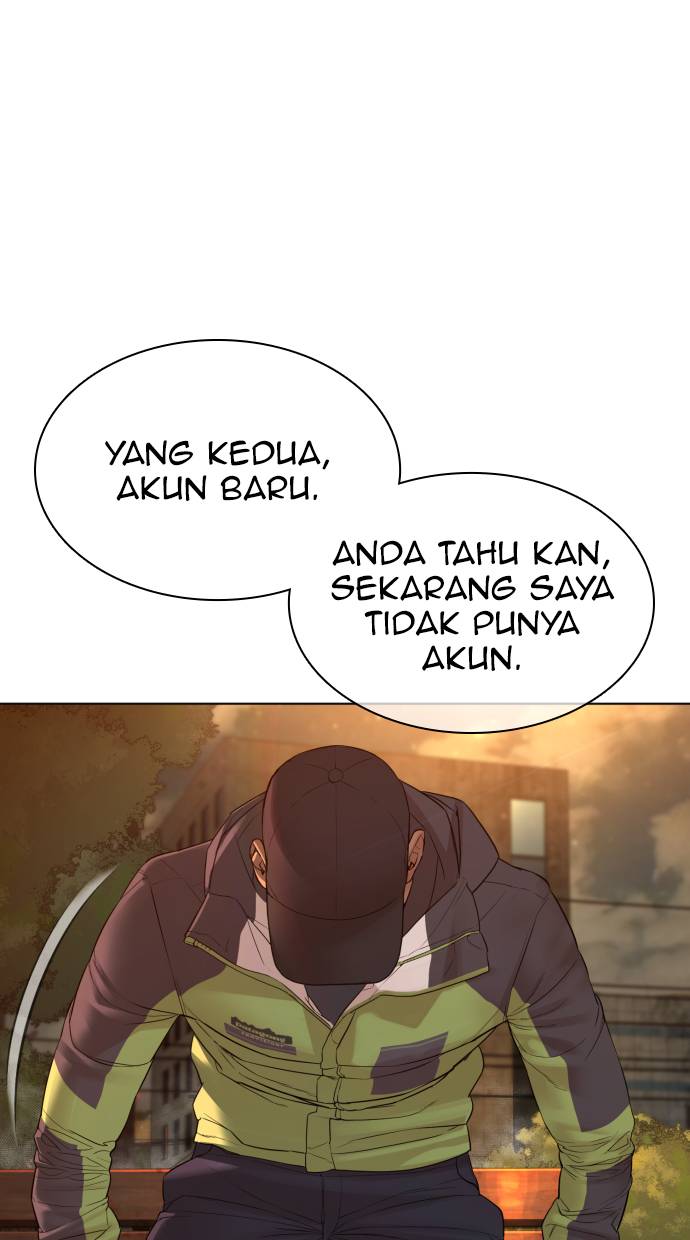 YANG KEDUA,
AKUN BARU.
ANDA TAHU KAN,
SEKARANG SAYA
TIDAK PUNYA
AKUN.